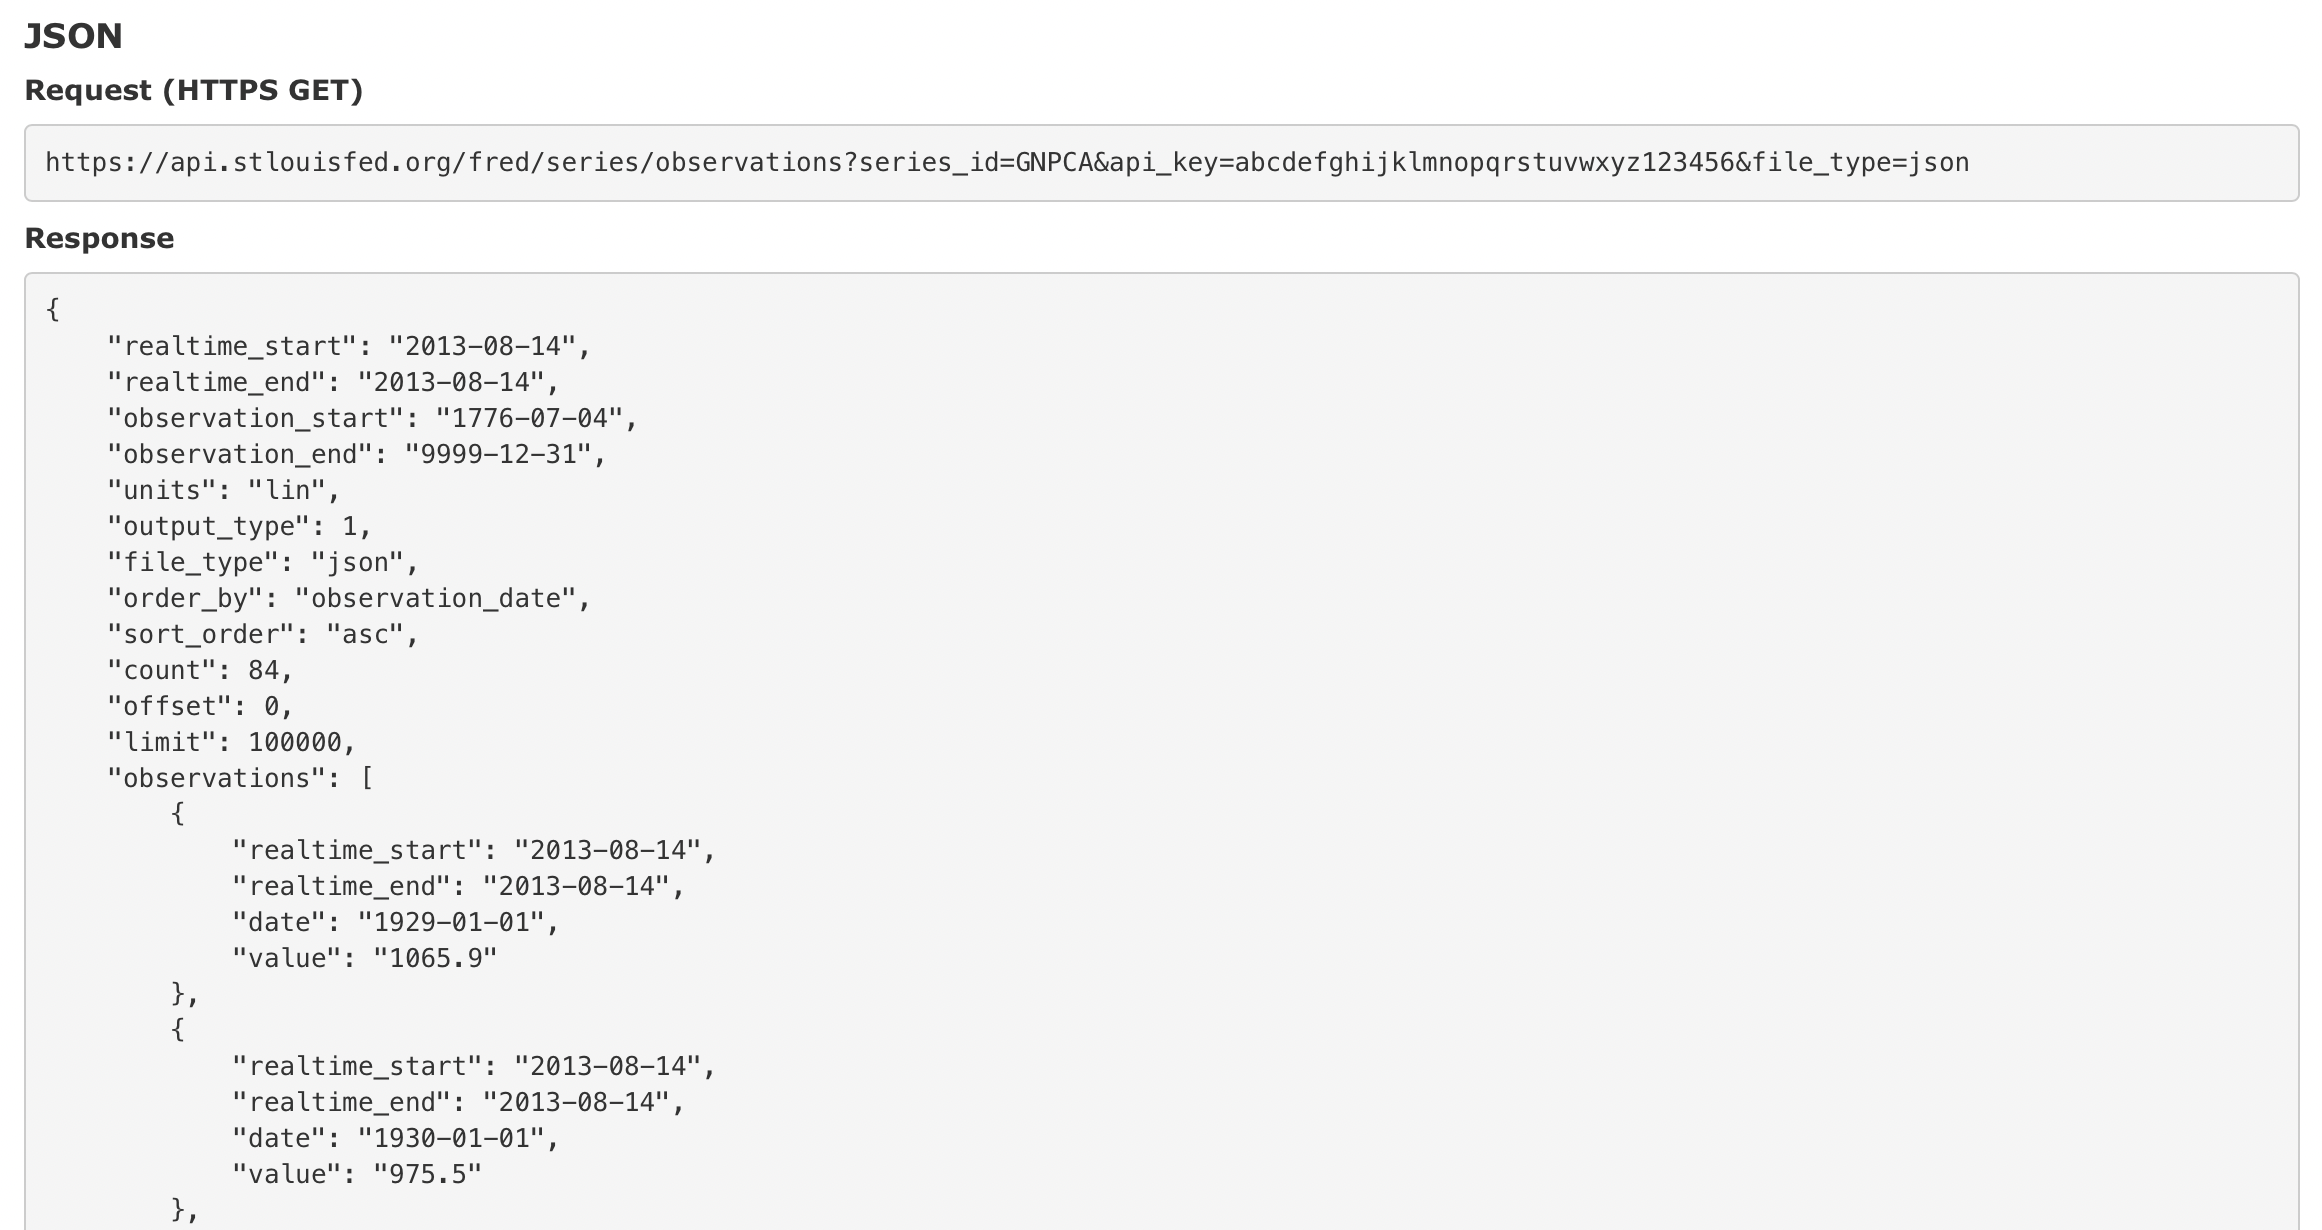 JSON
Request (HTTPS GET)
https://api.stlouisfed.org/fred/series/observations?series_id=GNPCA&api_key=abcdefghijklmnopqrstuvwxyz123456&file_type=json
Response
{
    "realtime_start": "2013-08-14",
    "realtime_end": "2013-08-14",
    "observation_start": "1776-07-04",
    "observation_end": "9999-12-31",
    "units": "lin",
    "output_type": 1,
    "file_type": "json",
    "order_by": "observation_date",
    "sort_order": "asc",
    "count": 84,
    "offset": 0,
    "limit": 100000,
    "observations": [
        {
            "realtime_start": "2013-08-14",
            "realtime_end": "2013-08-14",
            "date": "1929-01-01",
            "value": "1065.9"
        },
        {
            "realtime_start": "2013-08-14",
            "realtime_end": "2013-08-14",
            "date": "1930-01-01",
            "value": "975.5"
        },